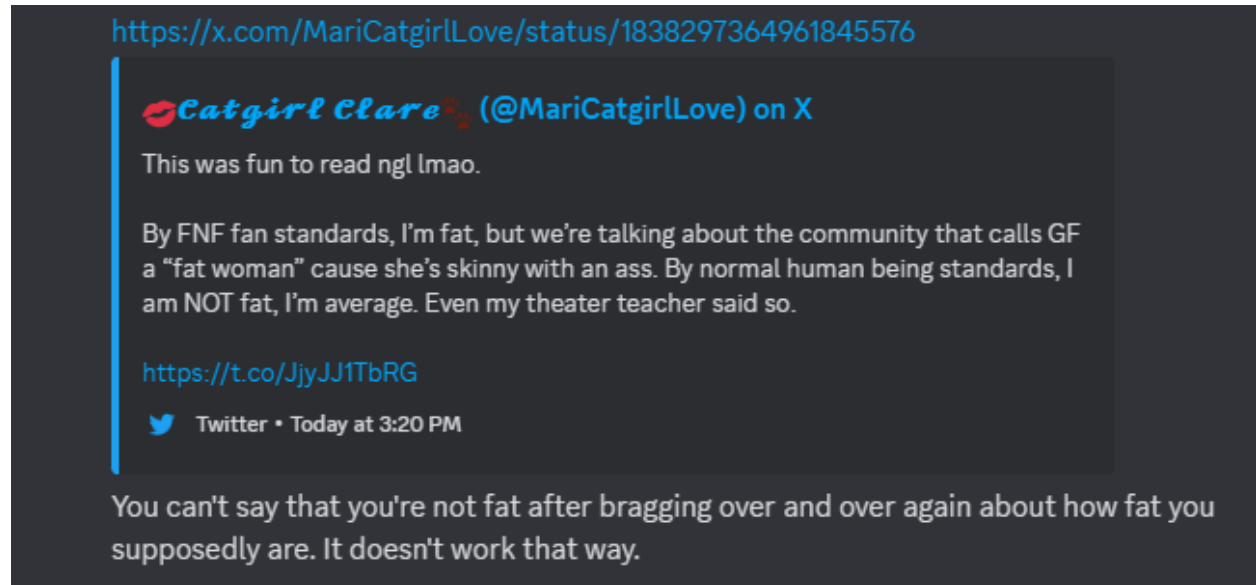 https://x.com/MariCatgirlLove/status/1838297364961845576
💋𝓒𝓪𝓽𝓰𝓲𝓻𝓵 𝓒𝓵𝓪𝓻𝓮🐾 (@MariCatgirlLove) on X
This was fun to read ngl lmao.
By FNF fan standards, I’m fat, but we’re talking about the community that calls GF
a “fat woman” cause she’s skinny with an ass. By normal human being standards, I
am NOT fat, I’m average. Even my theater teacher said so.
https://t.co/JjyJJ1TbRG
Twitter • Today at 3:20 PM
You can't say that you're not fat after bragging over and over again about how fat you
supposedly are. It doesn't work that way.